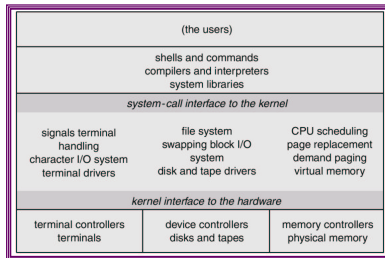 (the users)
shells and commands
compilers and interpreters
system libraries
system-call interface to the kernel
signals terminal
handling
character I/O system
terminal drivers
file system
swapping block I/O
system
disk and tape drivers
CPU scheduling
page replacement
demand paging
virtual memory
kernel interface to the hardware
terminal controllers
terminals
device controllers
disks and tapes
memory controllers
physical memory